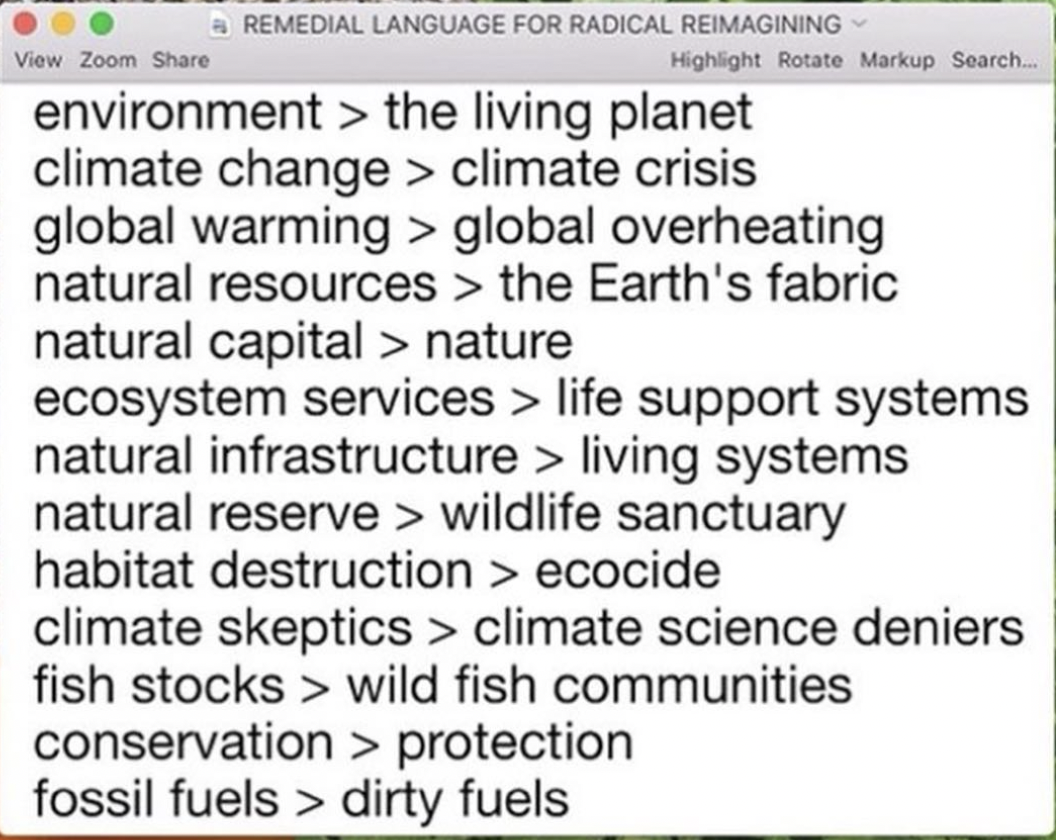 REMEDIAL LANGUAGE FOR RADICAL REIMAGINING
View Zoom Share Highlight Rotate Markup Search...
environment > the living planet
climate change > climate crisis
global warming > global overheating
natural resources > the Earth's fabric
natural capital > nature
ecosystem services > life support systems
natural infrastructure > living systems
natural reserve > wildlife sanctuary
habitat destruction > ecocide
climate skeptics > climate science deniers
fish stocks > wild fish communities
conservation > protection
fossil fuels > dirty fuels